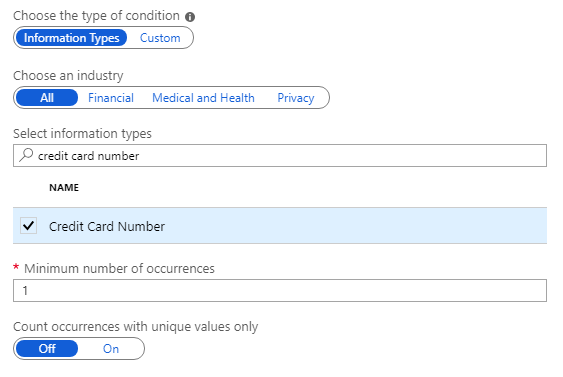 Choose the type of condition
Information Types Custom
Choose an industry
All Financial Medical and Health Privacy
Select information types
credit card number
NAME
Credit Card Number
* Minimum number of occurrences
1
Count occurrences with unique values only
Off On